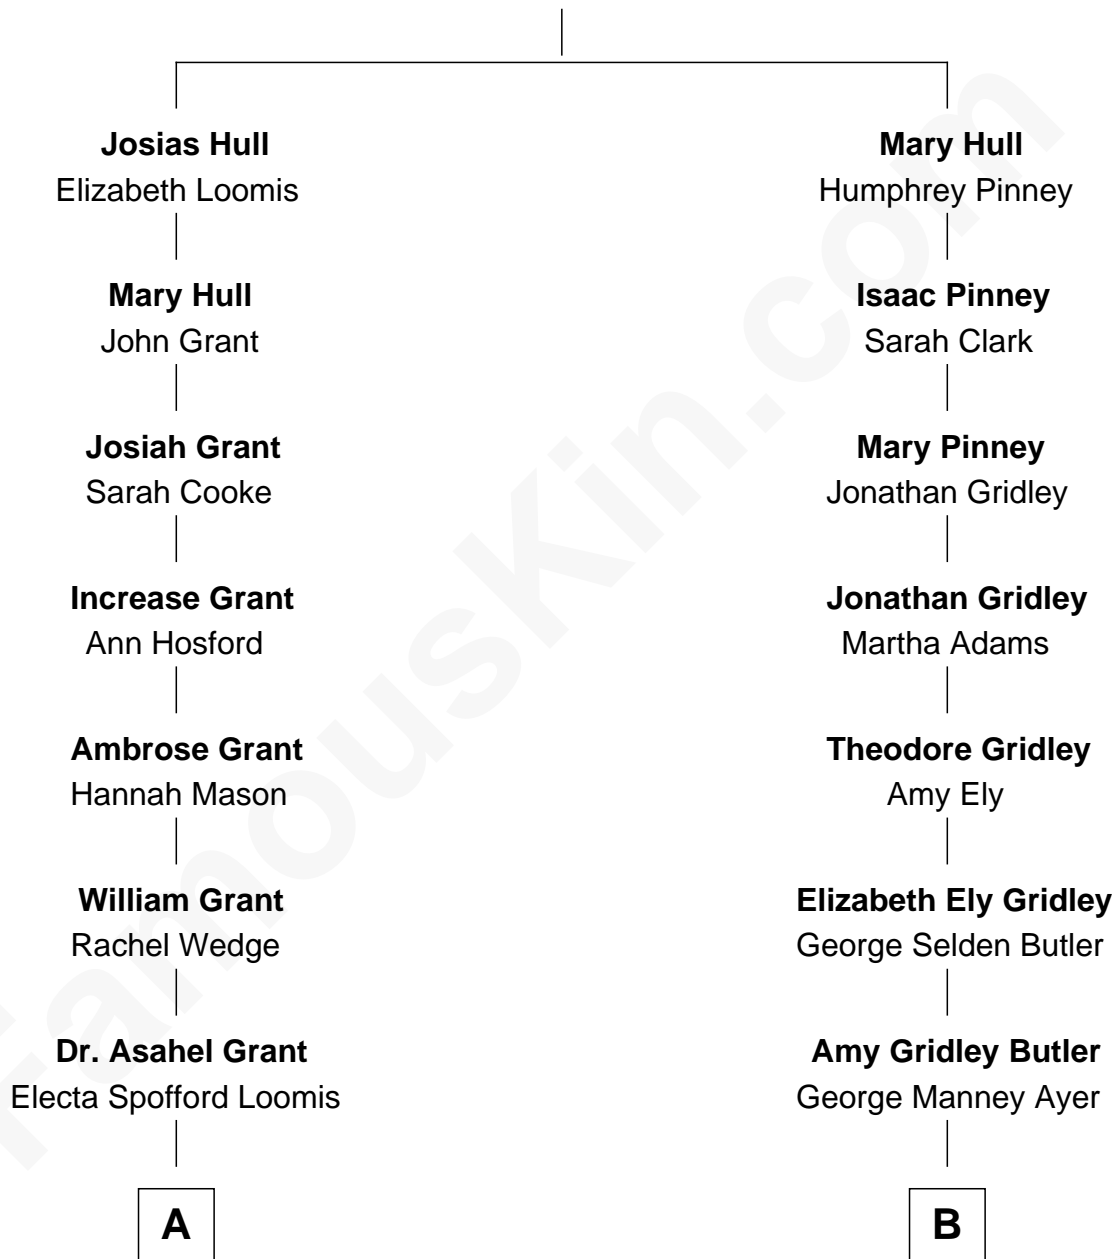 Josias Hull
Elizabeth Loomis
Mary Hull
John Grant
Josiah Grant
Sarah Cooke
Increase Grant
Ann Hosford
Ambrose Grant
Hannah Mason
William Grant
Rachel Wedge
Dr. Asahel Grant
Electa Spofford Loomis
A
Mary Hull
Humphrey Pinney
Isaac Pinney
Sarah Clark
Mary Pinney
Jonathan Gridley
Jonathan Gridley
Martha Adams
Theodore Gridley
Amy Ely
Elizabeth Ely Gridley
George Selden Butler
Amy Gridley Butler
George Manney Ayer
B
FamousKin.com